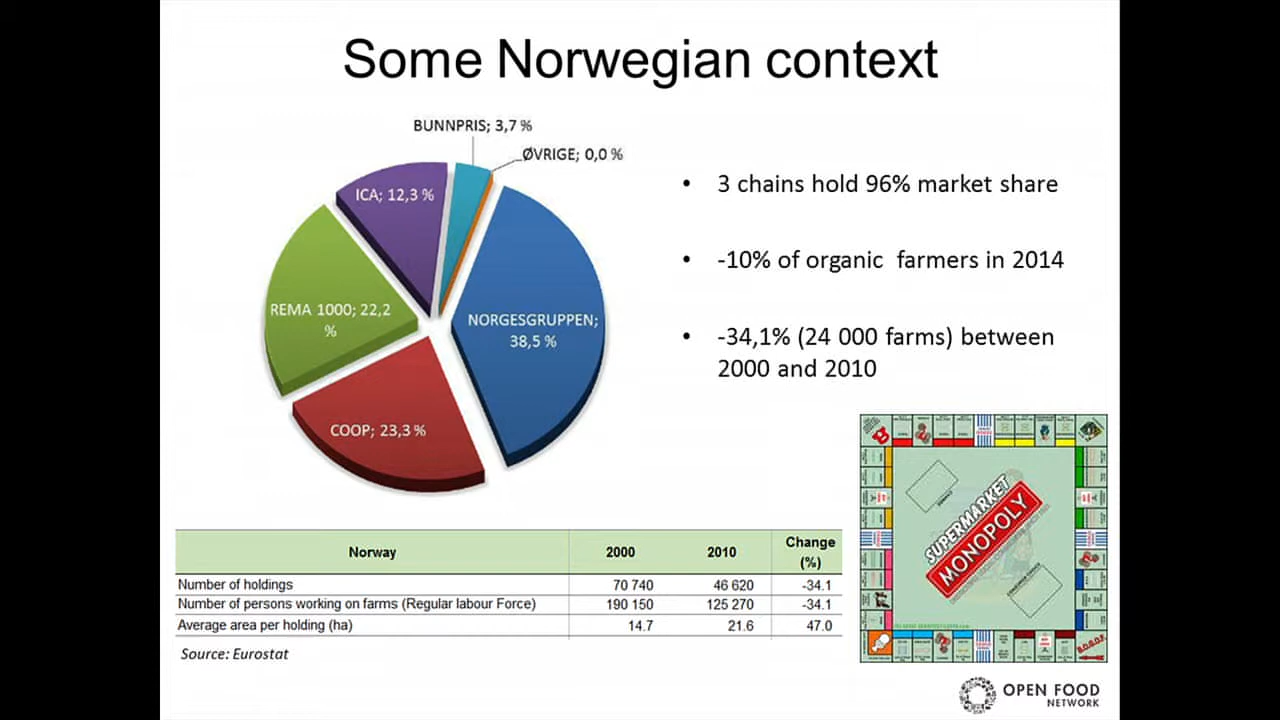 Some Norwegian context
BUNNPRIS; 3,7 %
ØVRIGE; 0,0 %
ICA; 12,3 %
REMA 1000; 22,2
%
NORGESGRUPPEN;
38,5 %
COOP; 23,3 %
• 3 chains hold 96% market share
• -10% of organic farmers in 2014
• -34,1% (24 000 farms) between
2000 and 2010
Norway 2000 2010 Change
(%)
Number of holdings 70 740 46 620 -34.1
Number of persons working on farms (Regular labour Force) 190 150 125 270 -34.1
Average area per holding (ha) 14.7 21.6 47.0
Source: Eurostat
SUPERMARKET
MONOPOLY
OPEN FOOD
NETWORK